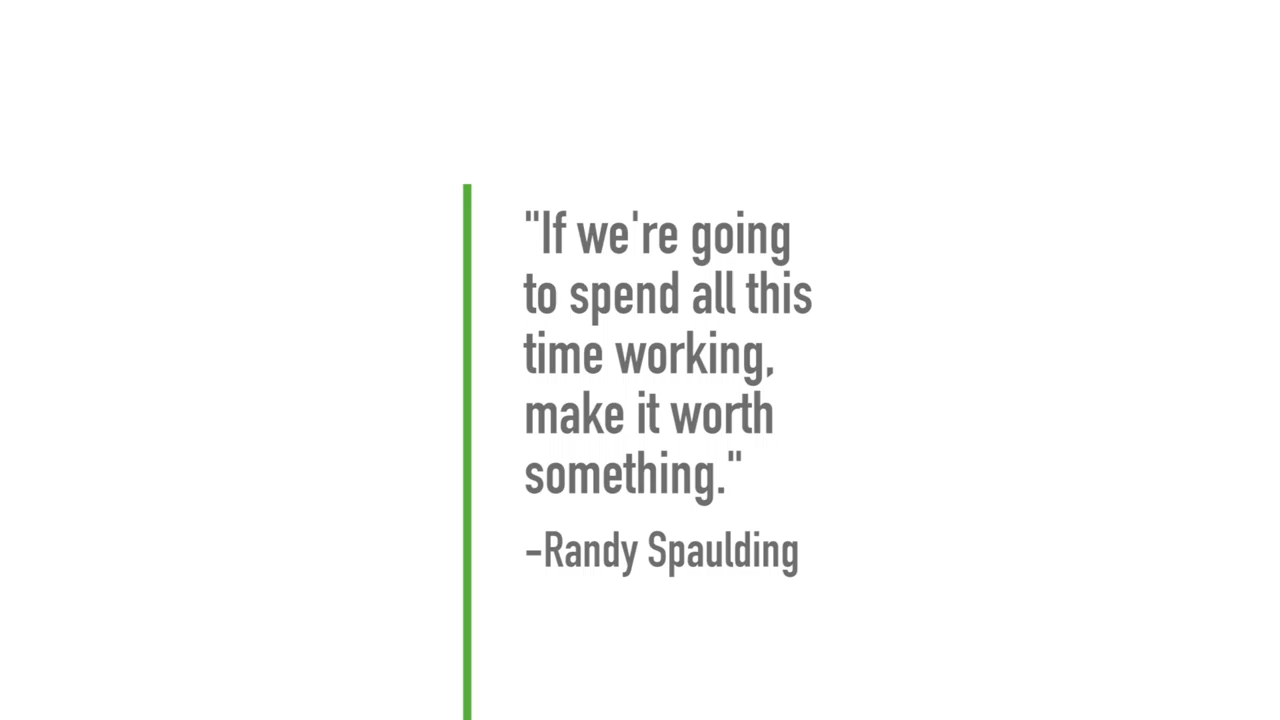 "If we're going
to spend all this
time working,
make it worth
something."
-Randy Spaulding